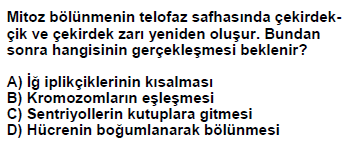 Mitoz bölünmenin telofaz safhasında çekirdek-
çik ve çekirdek zarı yeniden oluşur. Bundan
sonra hangisinin gerçekleşmesi beklenir?
A) İğ iplikçiklerinin kısalması
B) Kromozomların eşleşmesi
C) Sentriyollerin kutuplara gitmesi
D) Hücrenin boğumlanarak bölünmesi